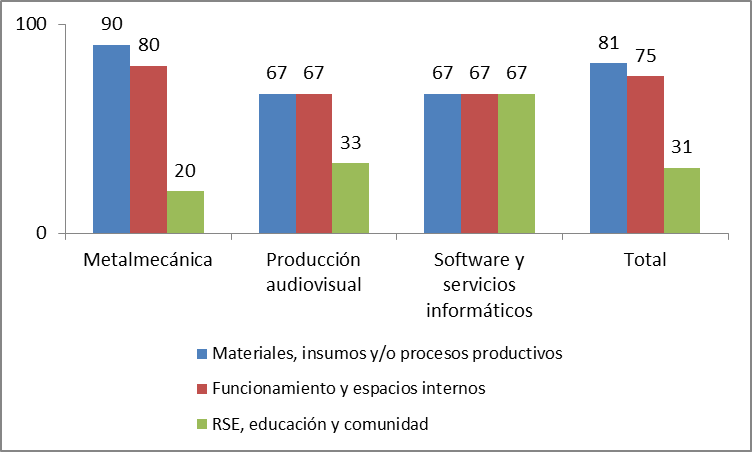 100
0
90
80
20
67
67
33
67
67
67
81
75
31
Metalmecánica
Producción
audiovisual
Software y
servicios
informáticos
Total
Materiales, insumos y/o procesos productivos
Funcionamiento y espacios internos
RSE, educación y comunidad